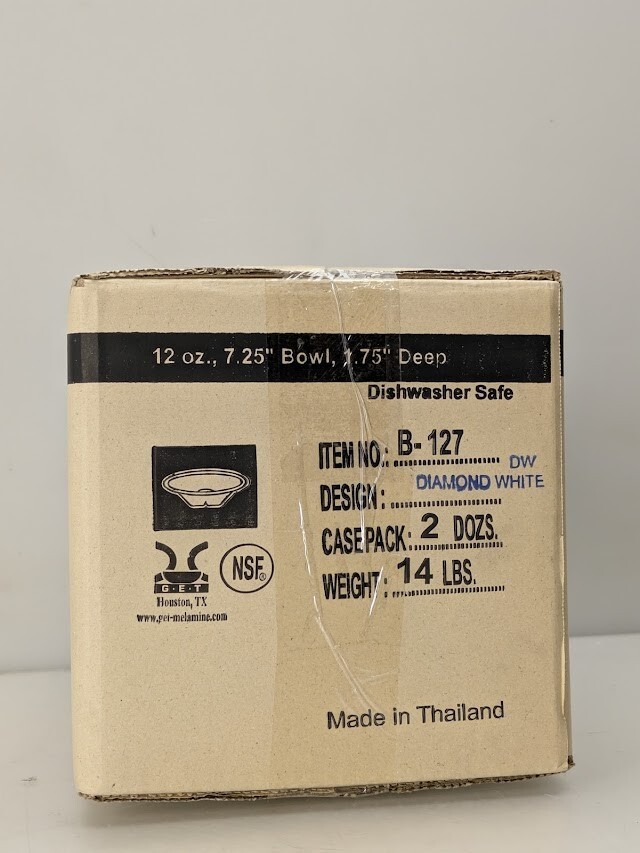 12 oz., 7.25" Bowl, 1.75" Deep
Dishwasher Safe
ITEM NO.: B-127
DW
DESIGN: DIAMOND WHITE
CASE PACK: 2 DOZS.
WEIGHT: 14 LBS.
NSF®
G.E.T
Houston, TX
www.get-melamine.com
Made in Thailand